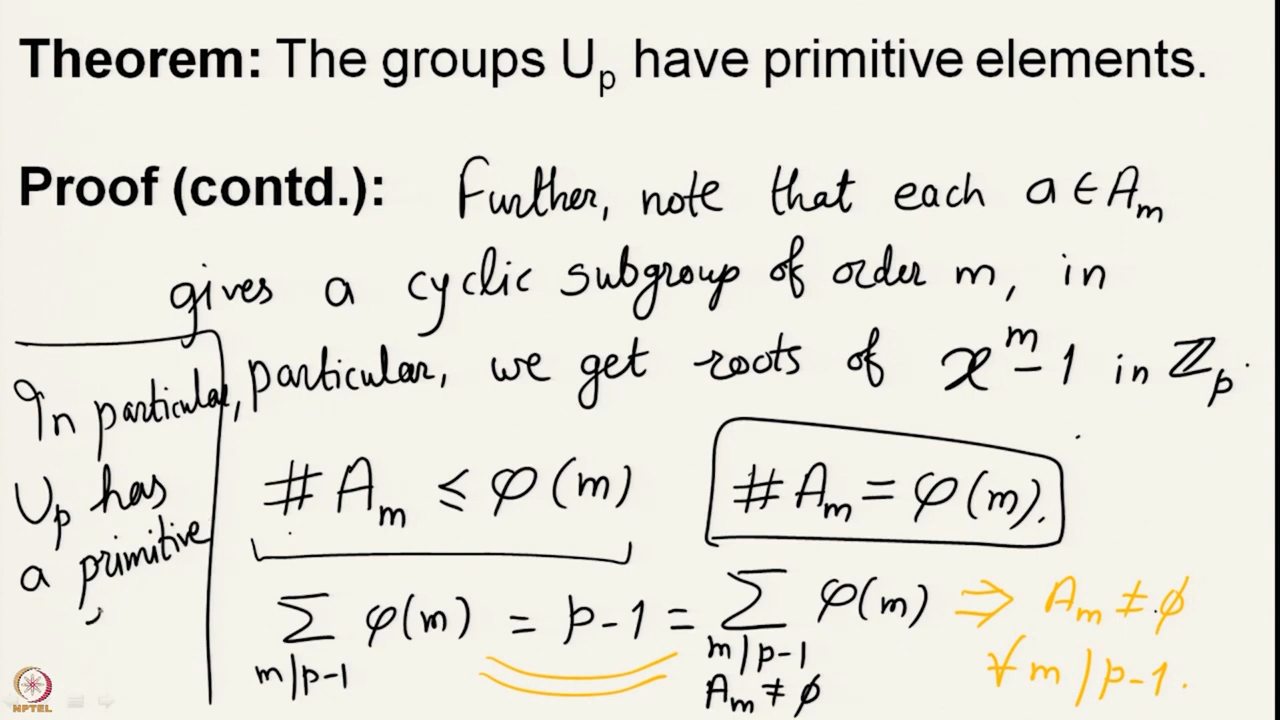 Theorem: The groups Uₚ have primitive elements.
Proof (contd.): Further, note that each a ∈ Aₘ
gives a cyclic subgroup of order m, in
particular, we get roots of xᵐ-1 in ℤₚ.
#Aₘ ≤ φ(m)
#Aₘ = φ(m).
∑ φ(m) = p-1 = ∑ φ(m) ⇒ Aₘ ≠ ∅
m|p-1 m|p-1 ∀ m | p-1.
Aₘ ≠ ∅
In particular,
Uₚ has
a primitive
NPTEL